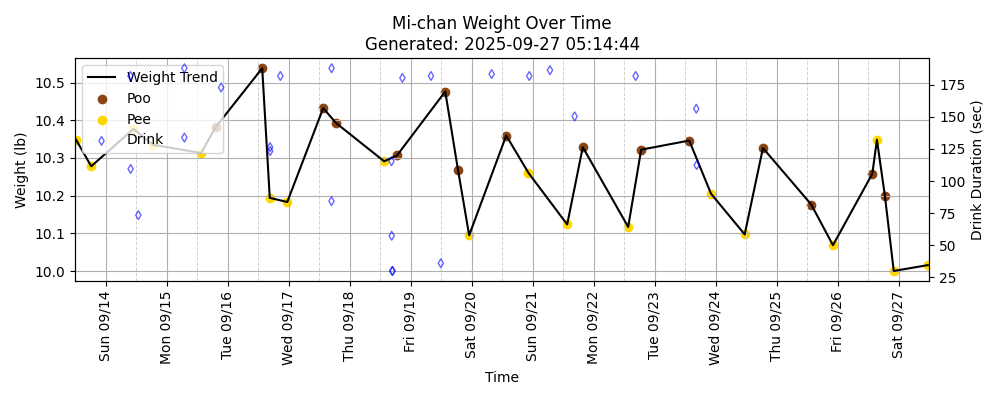 Mi-chan Weight Over Time
Generated: 2025-09-27 05:14:44
Weight Trend
Poo
Pee
Drink
Weight (lb)
10.5
10.4
10.3
10.2
10.1
10.0
175
150
125
100
75
50
25
Drink Duration (sec)
Sun 09/14
Mon 09/15
Tue 09/16
Wed 09/17
Thu 09/18
Fri 09/19
Sat 09/20
Sun 09/21
Mon 09/22
Tue 09/23
Wed 09/24
Thu 09/25
Fri 09/26
Sat 09/27
Time